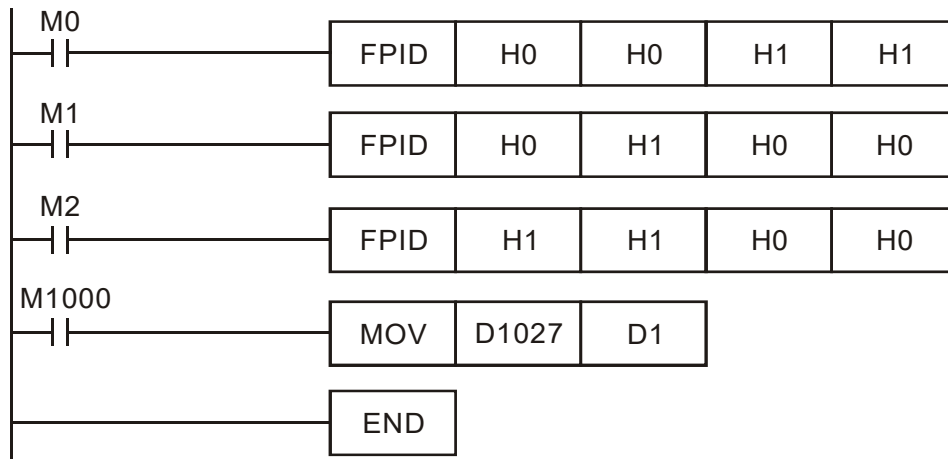 M0
FPID H0 H0 H1 H1
M1
FPID H0 H1 H0 H0
M2
FPID H1 H1 H0 H0
M1000
MOV D1027 D1
END